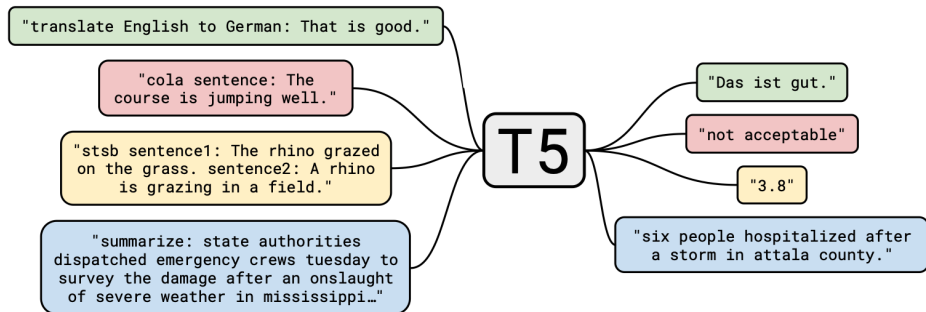 "translate English to German: That is good."
"cola sentence: The
course is jumping well."
"stsb sentence1: The rhino grazed
on the grass. sentence2: A rhino
is grazing in a field."
"summarize: state authorities
dispatched emergency crews tuesday to
survey the damage after an onslaught
of severe weather in mississippi…"
T5
"Das ist gut."
"not acceptable"
"3.8"
"six people hospitalized after
a storm in attala county."